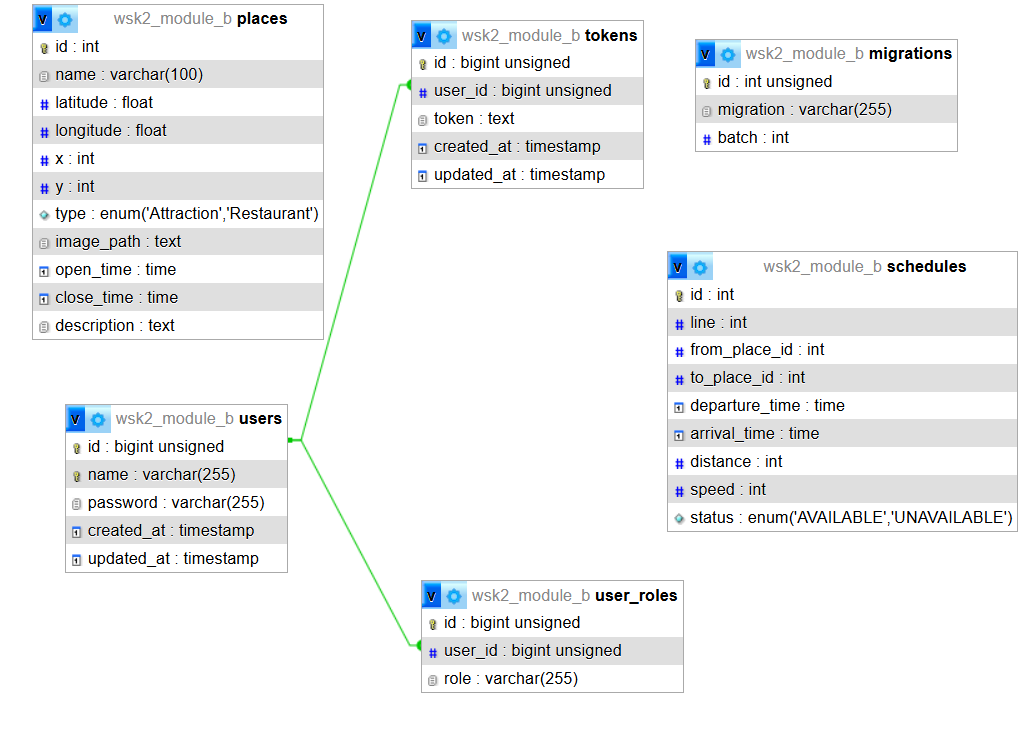 v wsk2_module_b places
id : int
name : varchar(100)
latitude : float
longitude : float
x : int
y : int
type : enum('Attraction','Restaurant')
image_path : text
open_time : time
close_time : time
description : text
v wsk2_module_b tokens
id : bigint unsigned
user_id : bigint unsigned
token : text
created_at : timestamp
updated_at : timestamp
v wsk2_module_b migrations
id : int unsigned
migration : varchar(255)
batch : int
v wsk2_module_b schedules
id : int
line : int
from_place_id : int
to_place_id : int
departure_time : time
arrival_time : time
distance : int
speed : int
status : enum('AVAILABLE','UNAVAILABLE')
v wsk2_module_b users
id : bigint unsigned
name : varchar(255)
password : varchar(255)
created_at : timestamp
updated_at : timestamp
v wsk2_module_b user_roles
id : bigint unsigned
user_id : bigint unsigned
role : varchar(255)